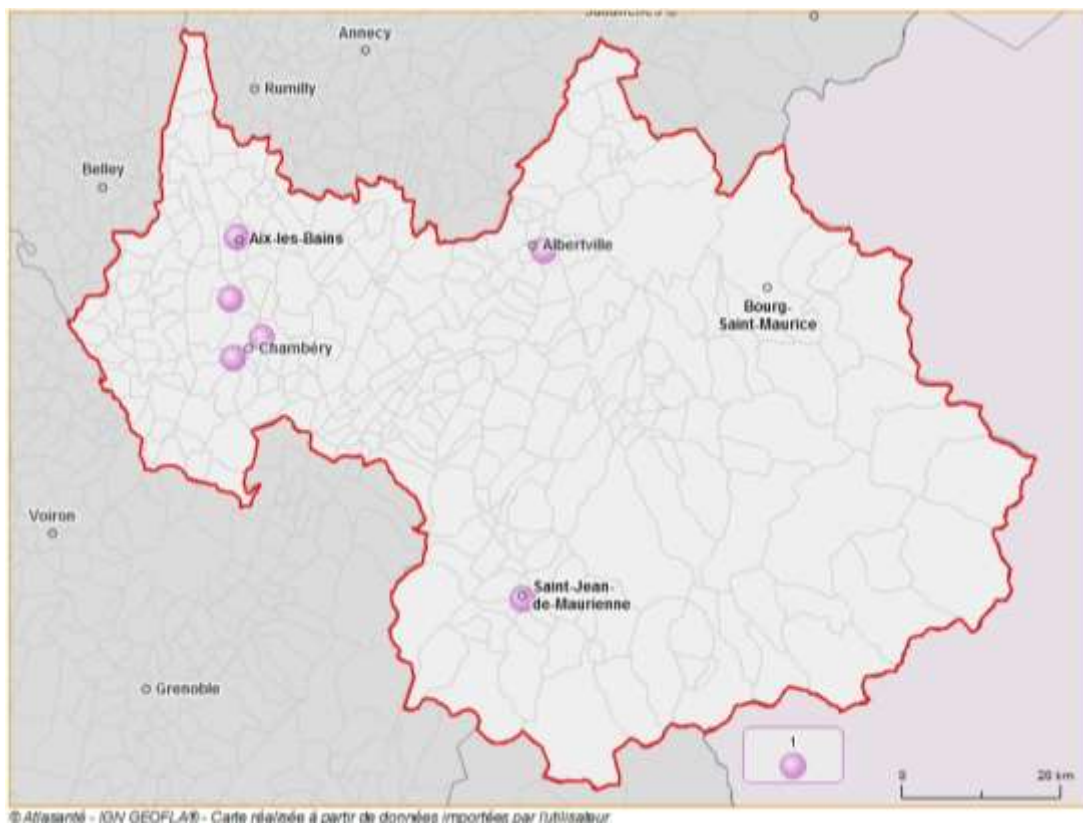 Annecy
Rumilly
Belley
Aix-les-Bains
Albertville
Bourg-
Saint-Maurice
Chambéry
Voiron
Saint-Jean-
de-Maurienne
Grenoble
1
0
20 km
© Atlasanté - IGN GEOFLA® - Carte réalisée à partir de données importées par l'utilisateur